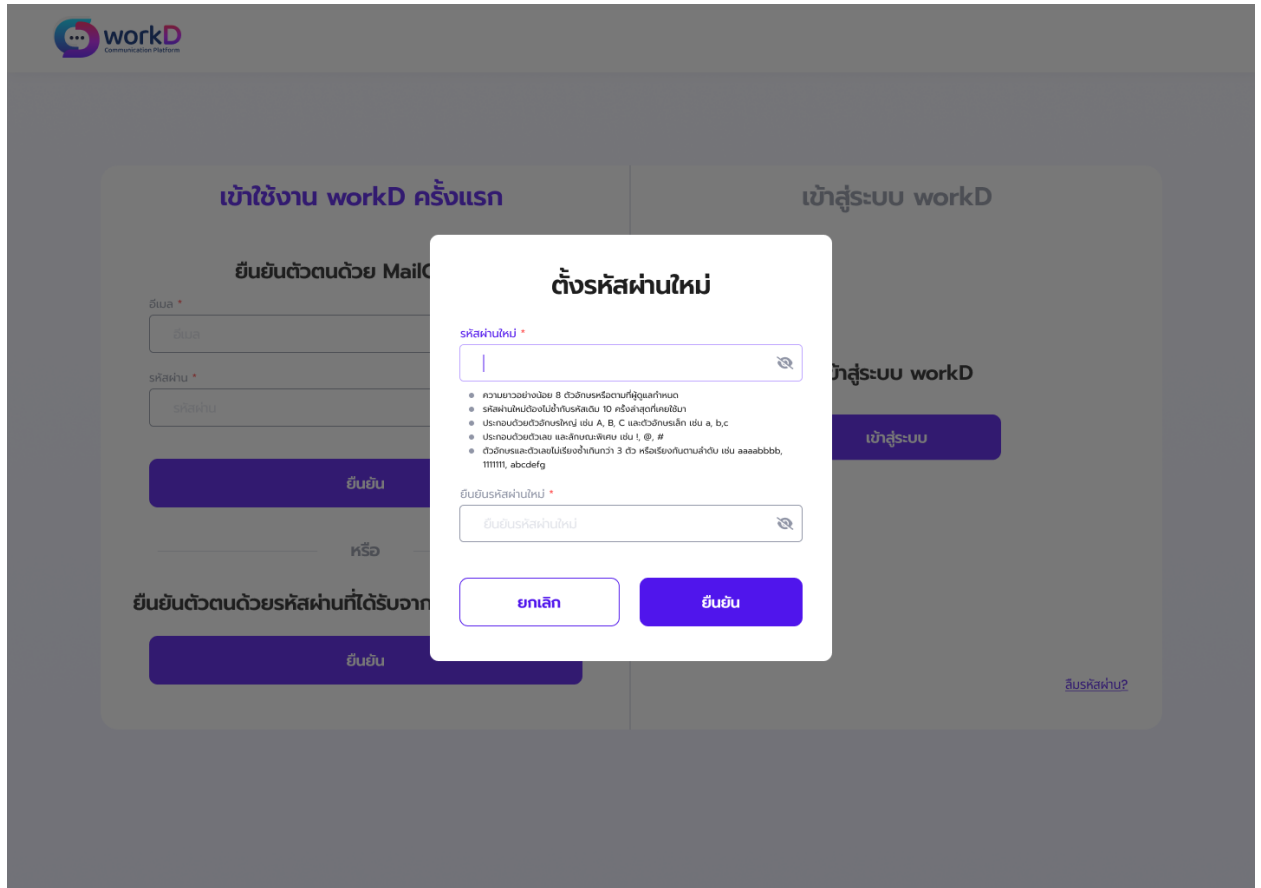 workD
Communication Platform
เข้าใช้งาน workD ครั้งแรก
เข้าสู่ระบบ workD
ยืนยันตัวตนด้วย Mail
อีเมล *
อีเมล
รหัสผ่าน *
รหัสผ่าน
ยืนยัน
หรือ
ยืนยันตัวตนด้วยรหัสผ่านที่ได้รับจาก
ยืนยัน
ตั้งรหัสผ่านใหม่
รหัสผ่านใหม่ *
ความยาวอย่างน้อย 8 ตัวอักษรหรือตามที่ผู้ดูแลกำหนด
รหัสผ่านใหม่ต้องไม่ซ้ำกับรหัสเดิม 10 ครั้งล่าสุดที่เคยใช้มา
ประกอบด้วยตัวอักษรใหญ่ เช่น A, B, C และตัวอักษรเล็ก เช่น a, b,c
ประกอบด้วยตัวเลข และลักษณะพิเศษ เช่น !, @, #
ตัวอักษรและตัวเลขไม่เรียงซ้ำเกินกว่า 3 ตัว หรือเรียงกันตามลำดับ เช่น aaaabbbb,
1111111, abcdefg
ยืนยันรหัสผ่านใหม่ *
ยืนยันรหัสผ่านใหม่
ยกเลิก
ยืนยัน
เข้าสู่ระบบ workD
เข้าสู่ระบบ
ลืมรหัสผ่าน?